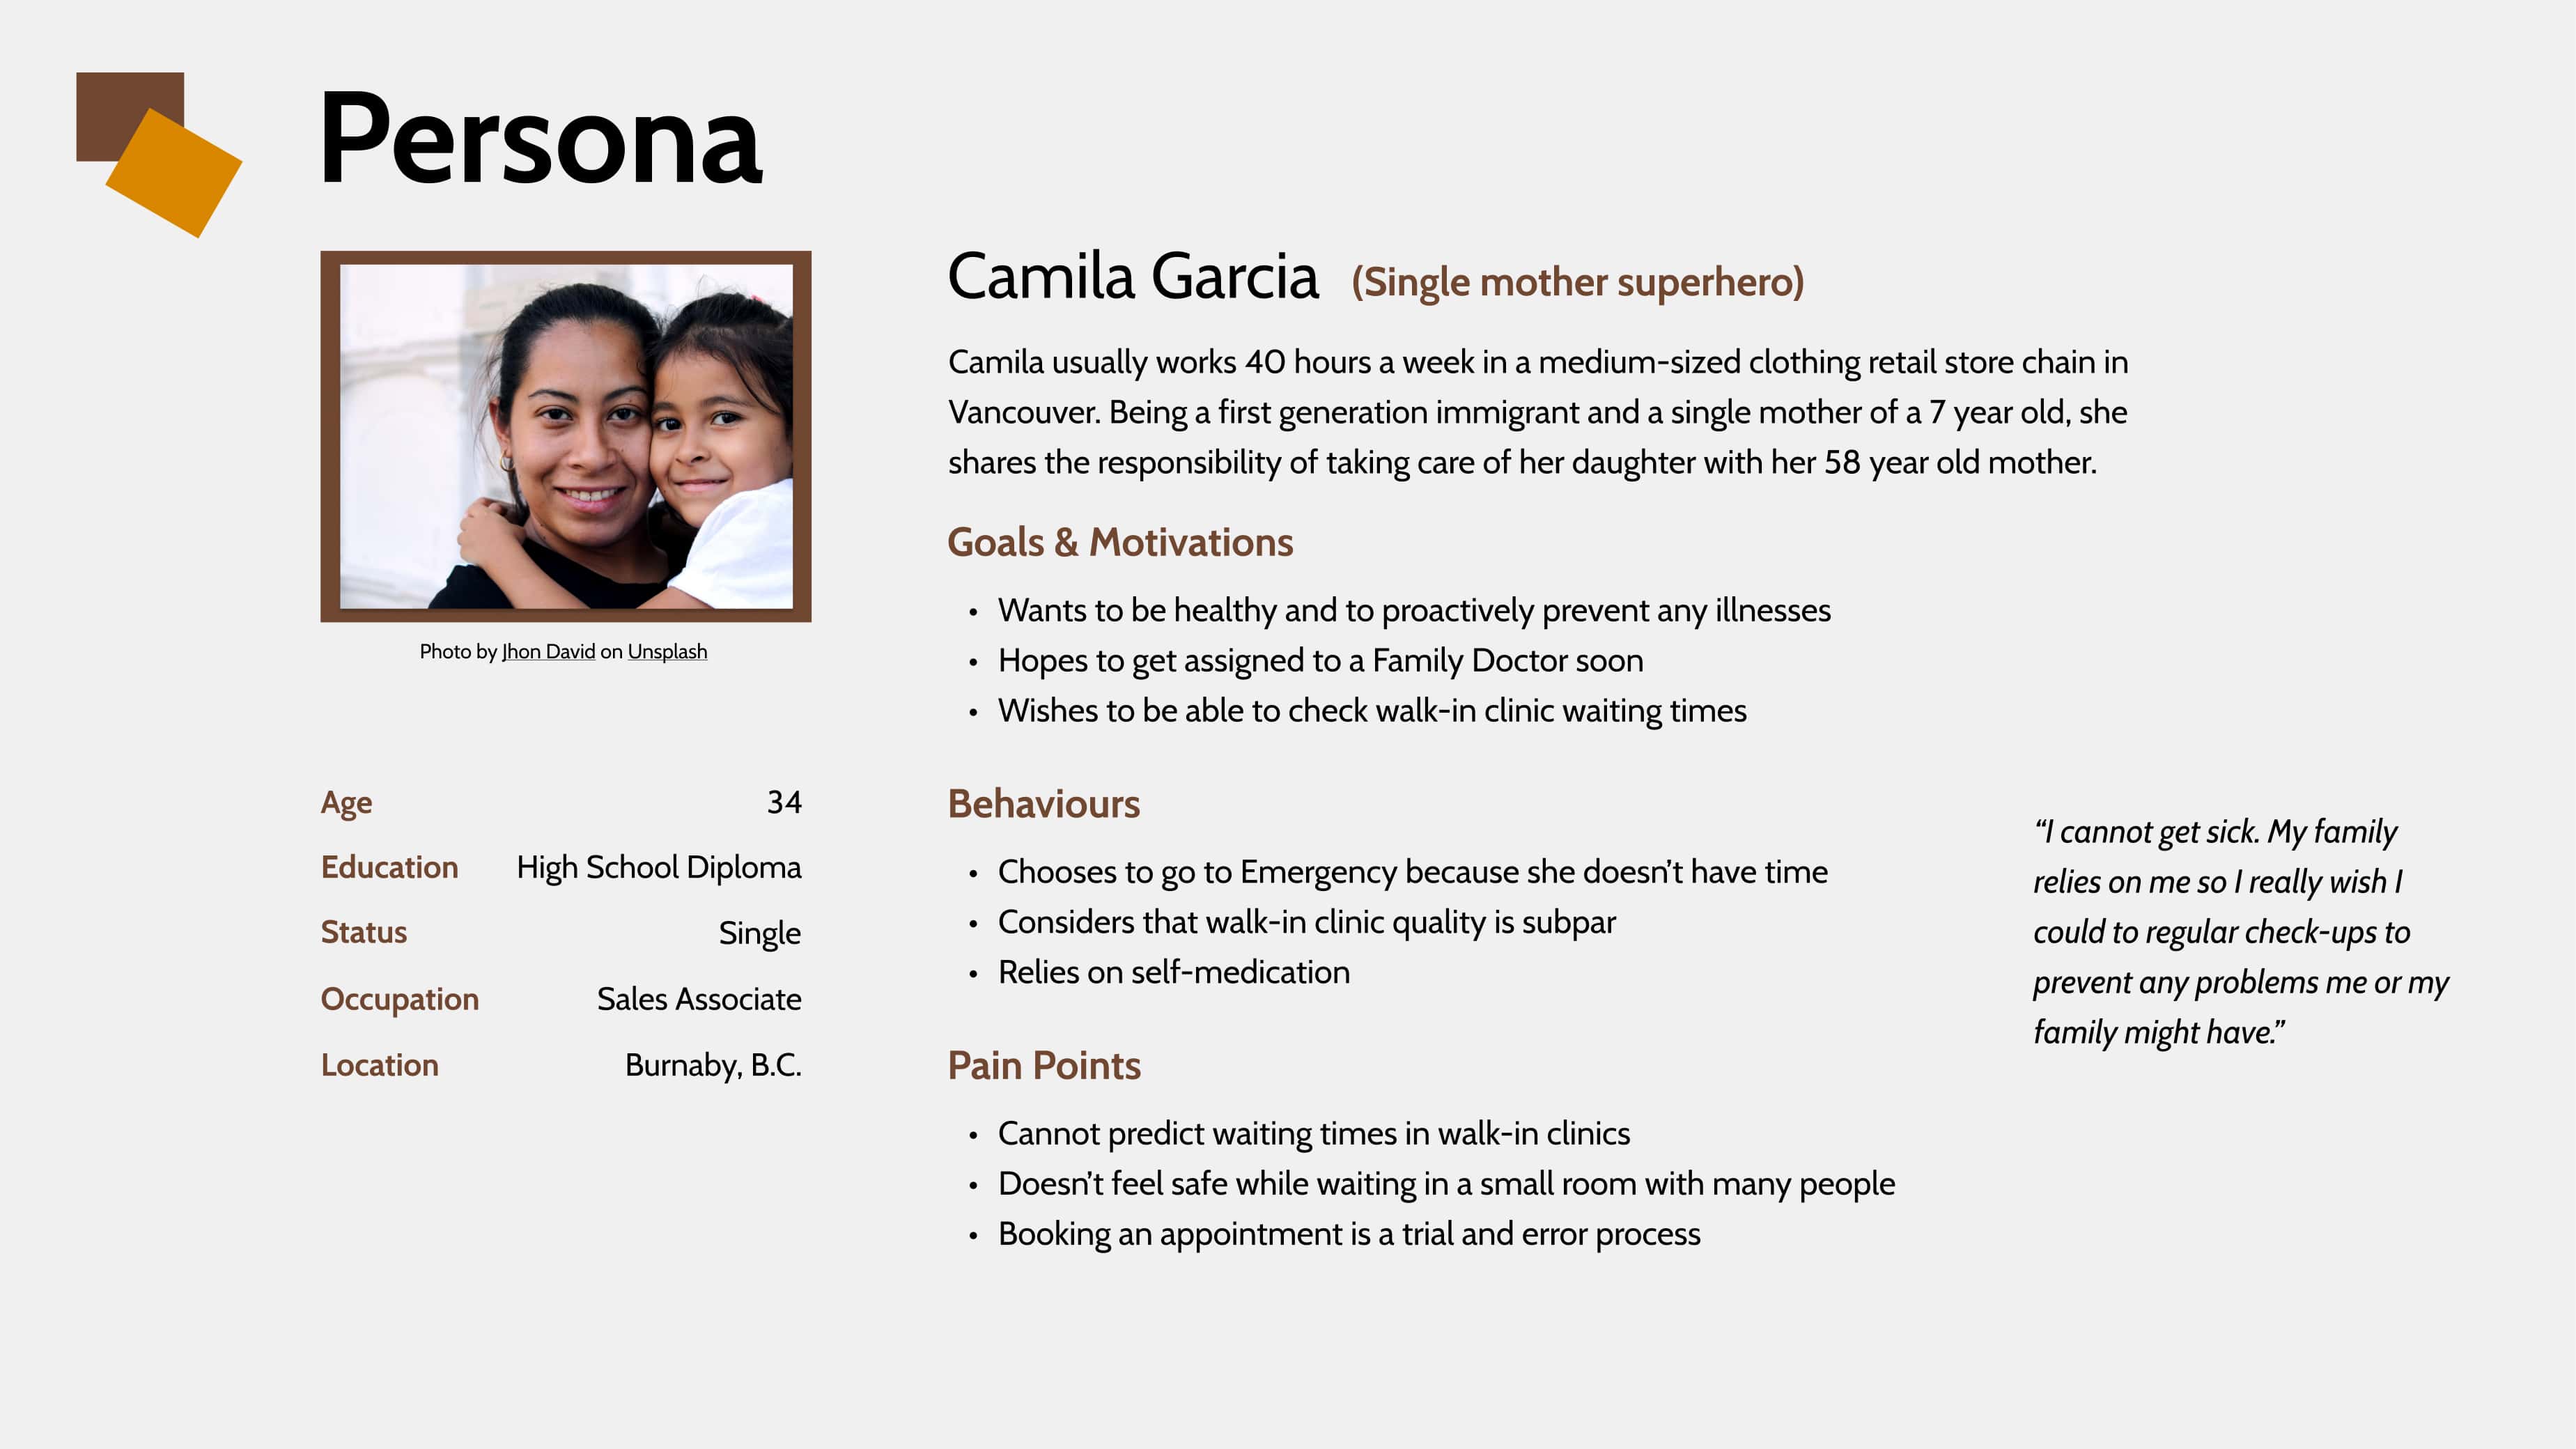 Persona
Photo by Jhon David on Unsplash
Age 34
Education High School Diploma
Status Single
Occupation Sales Associate
Location Burnaby, B.C.
Camila Garcia (Single mother superhero)
Camila usually works 40 hours a week in a medium-sized clothing retail store chain in
Vancouver. Being a first generation immigrant and a single mother of a 7 year old, she
shares the responsibility of taking care of her daughter with her 58 year old mother.
Goals & Motivations
• Wants to be healthy and to proactively prevent any illnesses
• Hopes to get assigned to a Family Doctor soon
• Wishes to be able to check walk-in clinic waiting times
Behaviours
• Chooses to go to Emergency because she doesn’t have time
• Considers that walk-in clinic quality is subpar
• Relies on self-medication
Pain Points
• Cannot predict waiting times in walk-in clinics
• Doesn’t feel safe while waiting in a small room with many people
• Booking an appointment is a trial and error process
“I cannot get sick. My family
relies on me so I really wish I
could to regular check-ups to
prevent any problems me or my
family might have.”